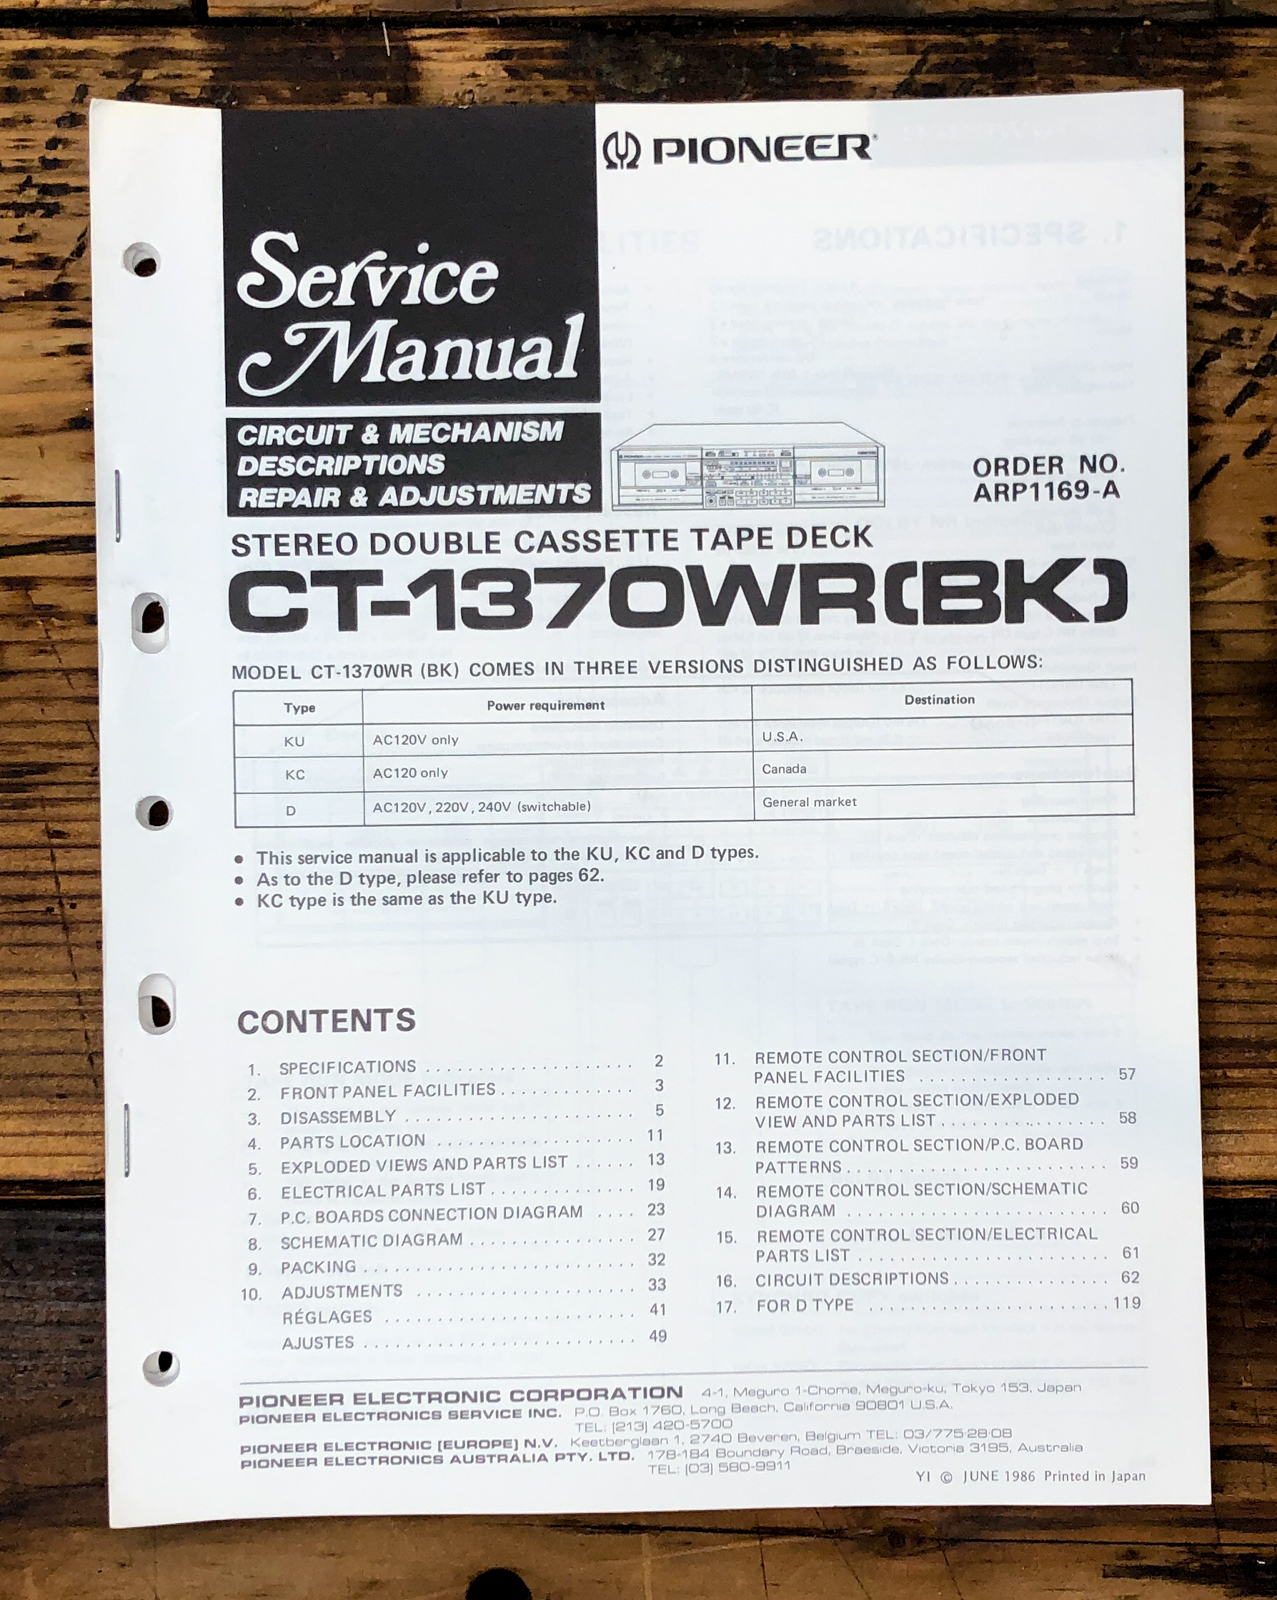 PIONEER
Service
Manual
CIRCUIT & MECHANISM
DESCRIPTIONS
REPAIR & ADJUSTMENTS
ORDER NO.
ARP1169-A
STEREO DOUBLE CASSETTE TAPE DECK
CT-1370WR(BK)
MODEL CT-1370WR (BK) COMES IN THREE VERSIONS DISTINGUISHED AS FOLLOWS:
Type Power requirement Destination
KU AC120V only U.S.A.
KC AC120 only Canada
D AC120V, 220V, 240V (switchable) General market
● This service manual is applicable to the KU, KC and D types.
● As to the D type, please refer to pages 62.
● KC type is the same as the KU type.
CONTENTS
1. SPECIFICATIONS . . . . . . . . . . . . . . . . . . . . 2
2. FRONT PANEL FACILITIES . . . . . . . . . . . . . 3
3. DISASSEMBLY . . . . . . . . . . . . . . . . . . . . . . 5
4. PARTS LOCATION . . . . . . . . . . . . . . . . . . . 11
5. EXPLODED VIEWS AND PARTS LIST . . . . . . 13
6. ELECTRICAL PARTS LIST . . . . . . . . . . . . . . 19
7. P.C. BOARDS CONNECTION DIAGRAM . . . . 23
8. SCHEMATIC DIAGRAM . . . . . . . . . . . . . . . . 27
9. PACKING . . . . . . . . . . . . . . . . . . . . . . . . . . 32
10. ADJUSTMENTS . . . . . . . . . . . . . . . . . . . . . 33
RÉGLAGES . . . . . . . . . . . . . . . . . . . . . . . . 41
AJUSTES . . . . . . . . . . . . . . . . . . . . . . . . . . 49
11. REMOTE CONTROL SECTION/FRONT
PANEL FACILITIES . . . . . . . . . . . . . . . . . . 57
12. REMOTE CONTROL SECTION/EXPLODED
VIEW AND PARTS LIST . . . . . . . . . . . . . . . . 58
13. REMOTE CONTROL SECTION/P.C. BOARD
PATTERNS . . . . . . . . . . . . . . . . . . . . . . . . . 59
14. REMOTE CONTROL SECTION/SCHEMATIC
DIAGRAM . . . . . . . . . . . . . . . . . . . . . . . . . 60
15. REMOTE CONTROL SECTION/ELECTRICAL
PARTS LIST . . . . . . . . . . . . . . . . . . . . . . . . 61
16. CIRCUIT DESCRIPTIONS . . . . . . . . . . . . . . . 62
17. FOR D TYPE . . . . . . . . . . . . . . . . . . . . . . . 119
PIONEER ELECTRONIC CORPORATION 4-1, Meguro 1-Chome, Meguro-ku, Tokyo 153, Japan
PIONEER ELECTRONICS SERVICE INC. P.O. Box 1760, Long Beach, California 90801 U.S.A.
TEL: (213) 420-5700
PIONEER ELECTRONIC (EUROPE) N.V. Keetberglaan 1, 2740 Beveren, Belgium TEL: 03/775·28·08
PIONEER ELECTRONICS AUSTRALIA PTY. LTD. 178-184 Boundary Road, Braeside, Victoria 3195, Australia
TEL: (03) 580-9911
YI © JUNE 1986 Printed in Japan